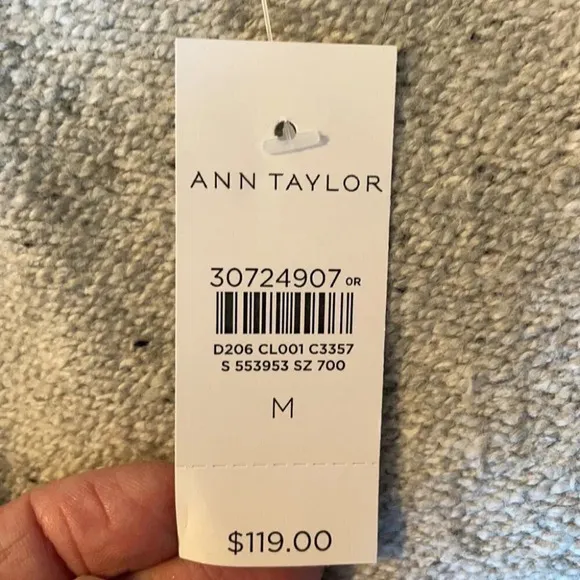 ANN TAYLOR
30724907 OR
D206 CL001 C3357
S 553953 SZ 700
M
$119.00